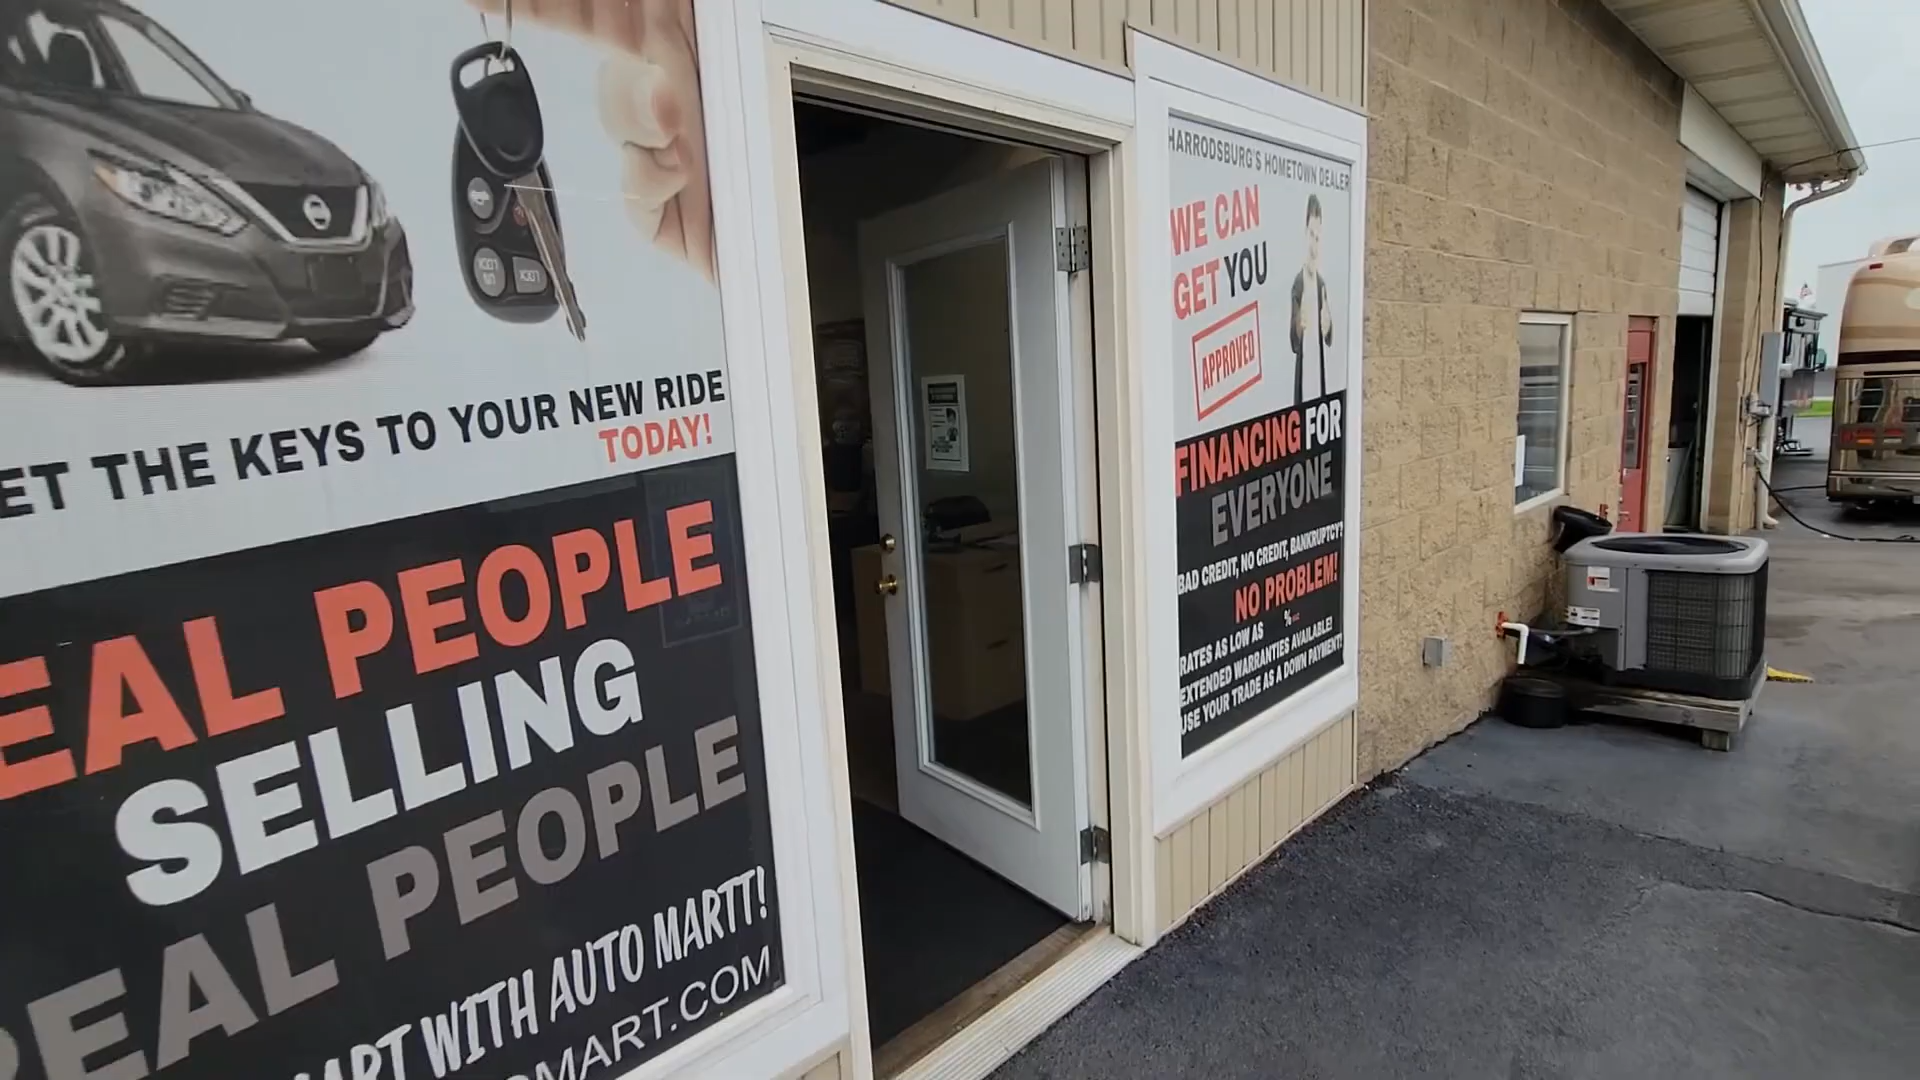 ET THE KEYS TO YOUR NEW RIDE
TODAY!
EAL PEOPLE
SELLING
REAL PEOPLE
ART WITH AUTO MARTT!
MART.COM
HARRODSBURG'S HOMETOWN DEALER
WE CAN
GET YOU
APPROVED
FINANCING FOR
EVERYONE
BAD CREDIT, NO CREDIT, BANKRUPTCY?
NO PROBLEM!
RATES AS LOW AS %
EXTENDED WARRANTIES AVAILABLE!
USE YOUR TRADE AS A DOWN PAYMENT!